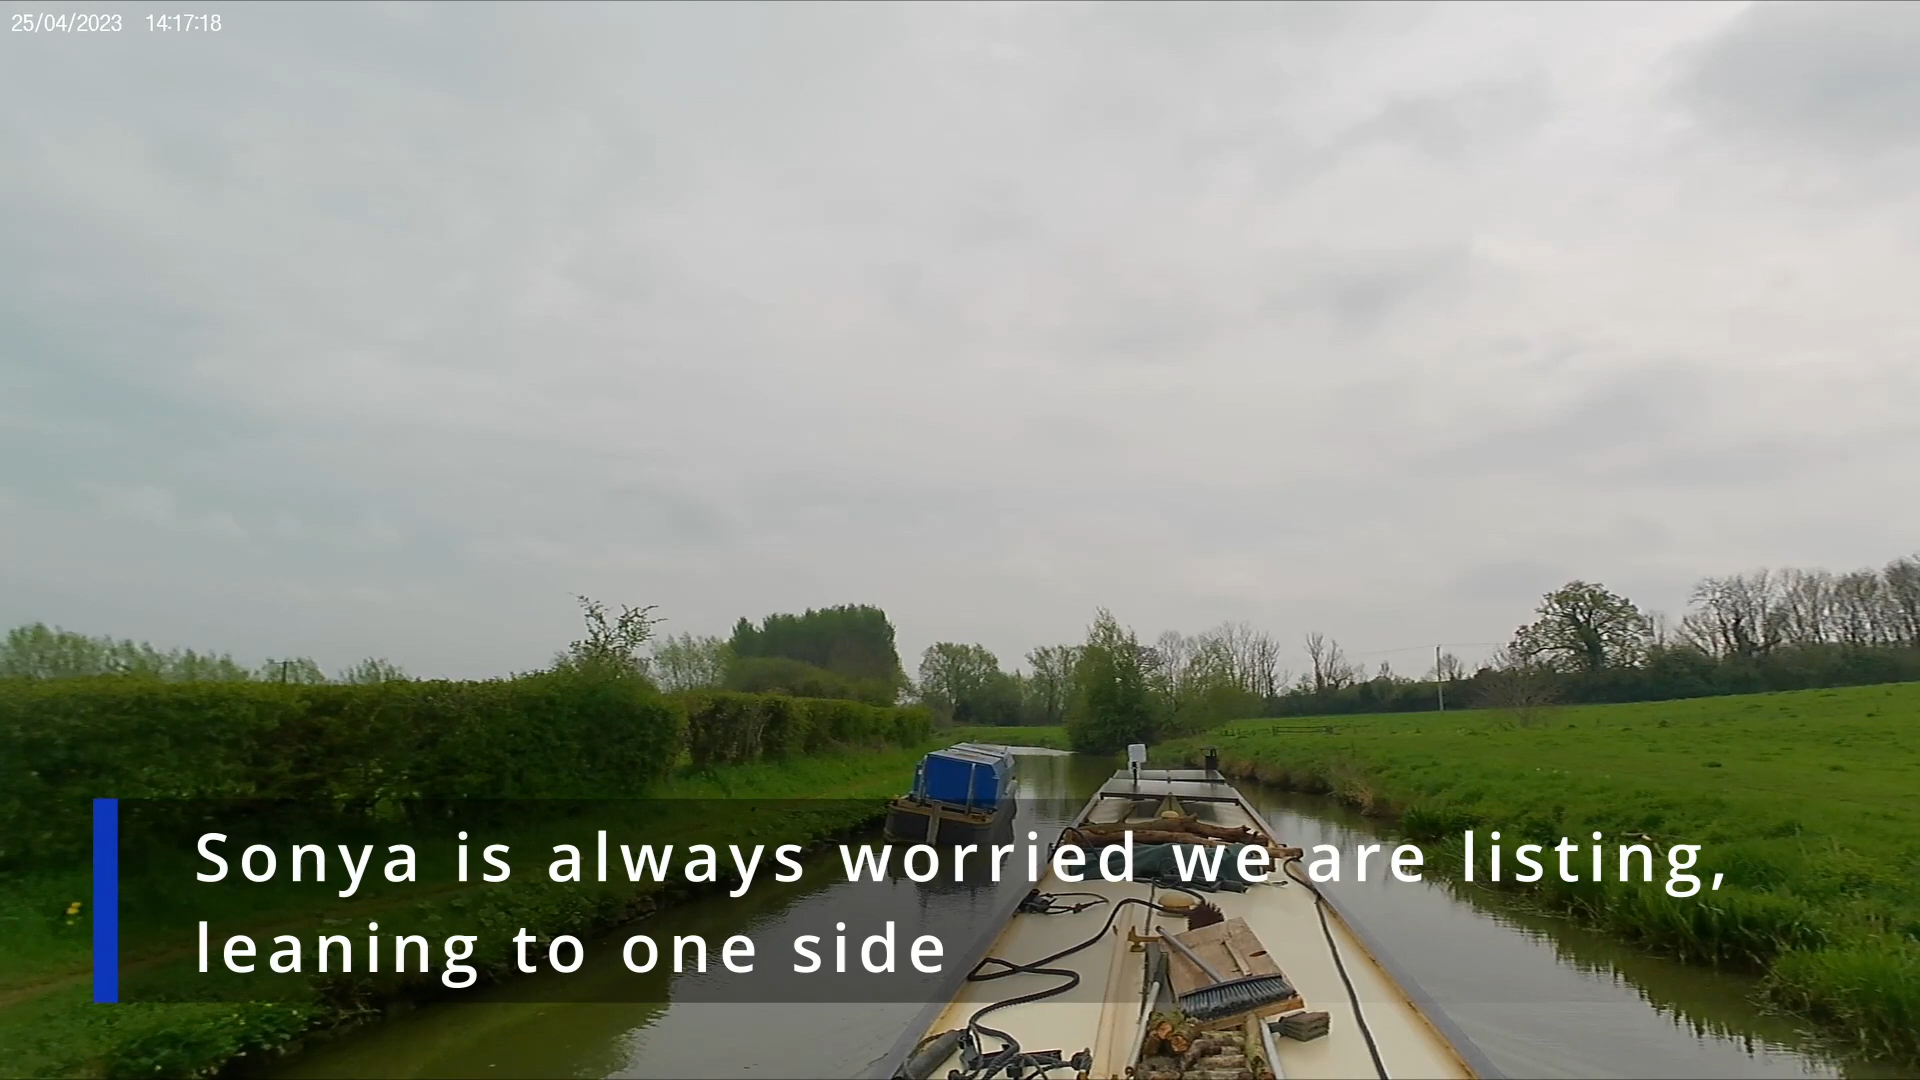 25/04/2023 14:17:18
Sonya is always worried we are listing,
leaning to one side